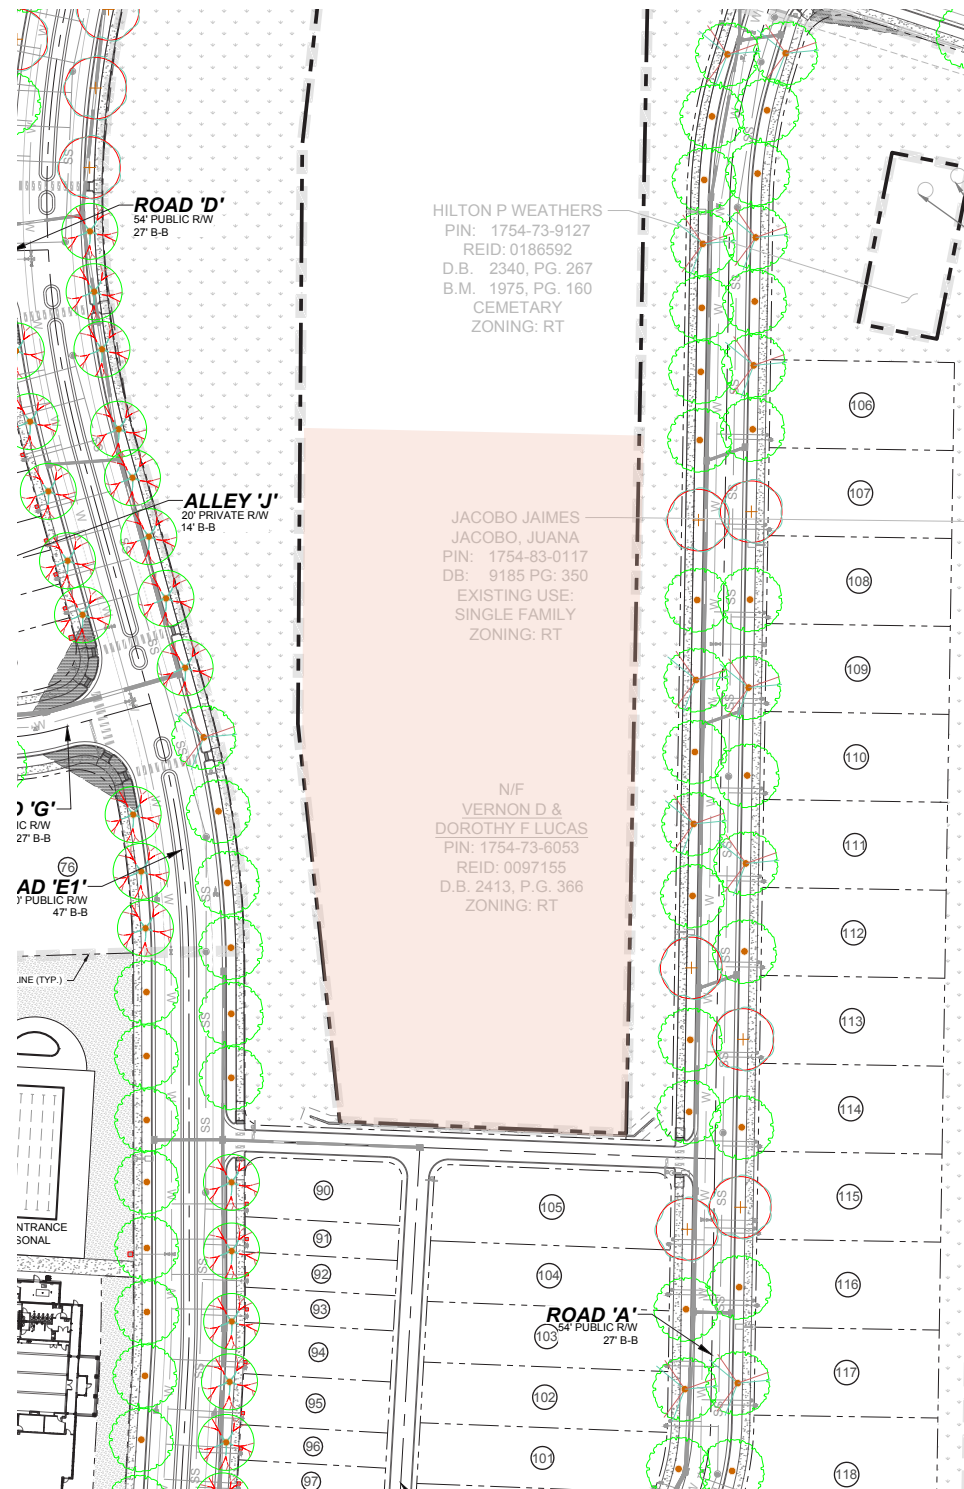 ROAD 'D'
54' PUBLIC R/W
27' B-B
HILTON P WEATHERS
PIN: 1754-73-9127
REID: 0186592
D.B. 2340, PG. 267
B.M. 1975, PG. 160
CEMETARY
ZONING: RT
ALLEY 'J'
20' PRIVATE R/W
14' B-B
JACOBO JAIMES
JACOBO, JUANA
PIN: 1754-83-0117
DB: 9185 PG: 350
EXISTING USE:
SINGLE FAMILY
ZONING: RT
N/F
VERNON D &
DOROTHY F LUCAS
PIN: 1754-73-6053
REID: 0097155
D.B. 2413, P.G. 366
ZONING: RT
'G'
IC R/W
27' B-B
76
AD 'E1'
' PUBLIC R/W
47' B-B
LINE (TYP.)
NTRANCE
SONAL
106
107
108
109
110
111
112
113
114
115
116
117
118
90
91
92
93
94
95
96
97
105
104
103
102
101
ROAD 'A'
54' PUBLIC R/W
27' B-B
W
SS